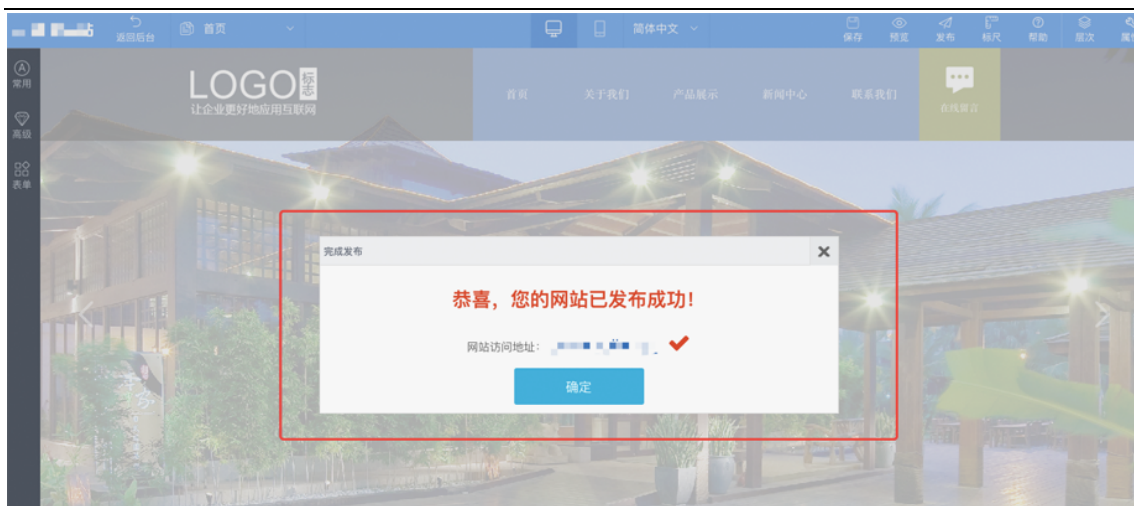 返回后台
首页
简体中文
保存
预览
发布
标尺
帮助
层次
常用
高级
表单
LOGO标志
让企业更好地应用互联网
首页
关于我们
产品展示
新闻中心
联系我们
在线留言
完成发布
恭喜,您的网站已发布成功!
网站访问地址:
确定